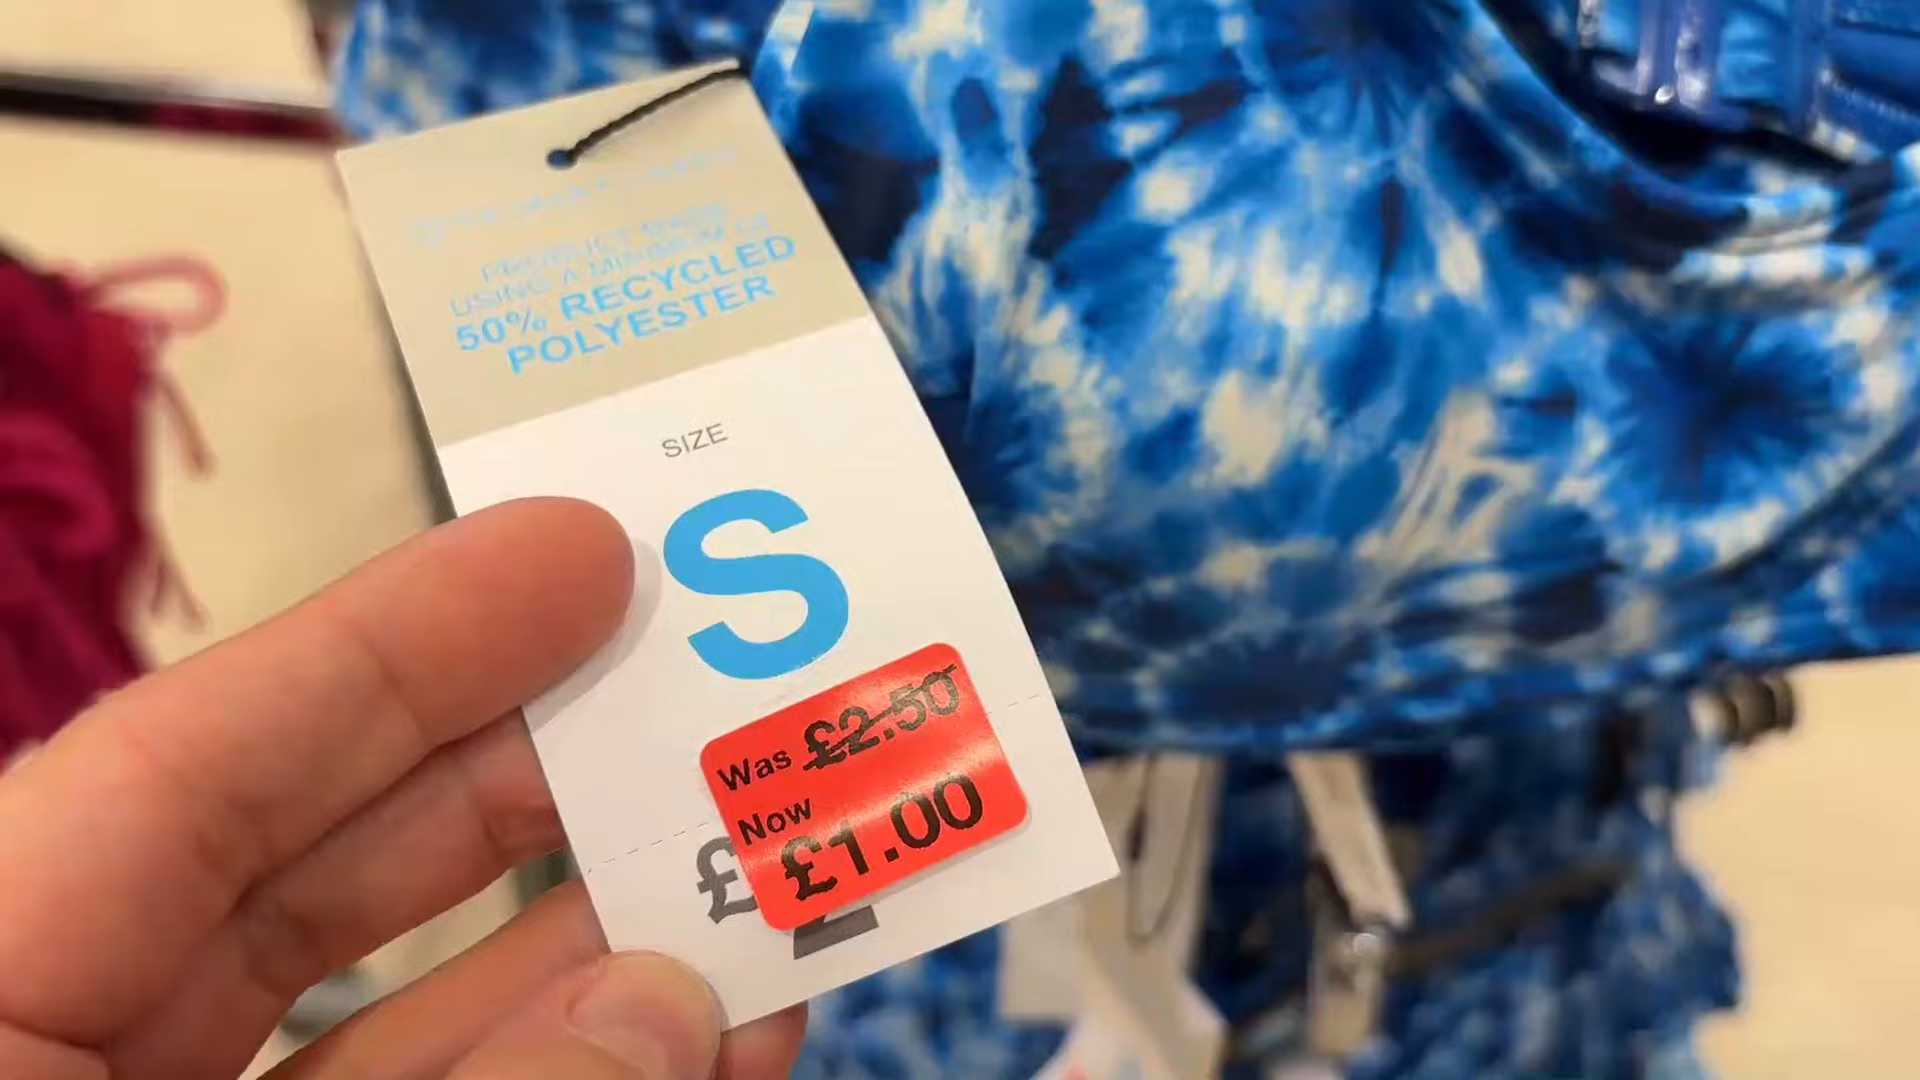 PRODUCT MADE
USING A MINIMUM OF
50% RECYCLED
POLYESTER
SIZE
S
Was £2.50
Now
£1.00
£